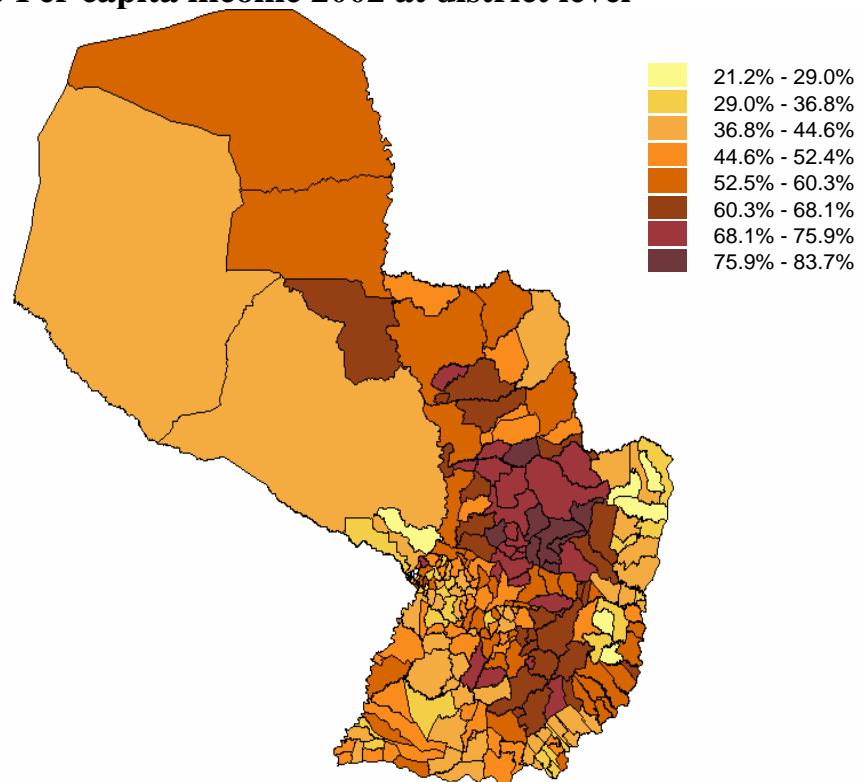 Per capita income 2002 at district level
21.2% - 29.0%
29.0% - 36.8%
36.8% - 44.6%
44.6% - 52.4%
52.5% - 60.3%
60.3% - 68.1%
68.1% - 75.9%
75.9% - 83.7%